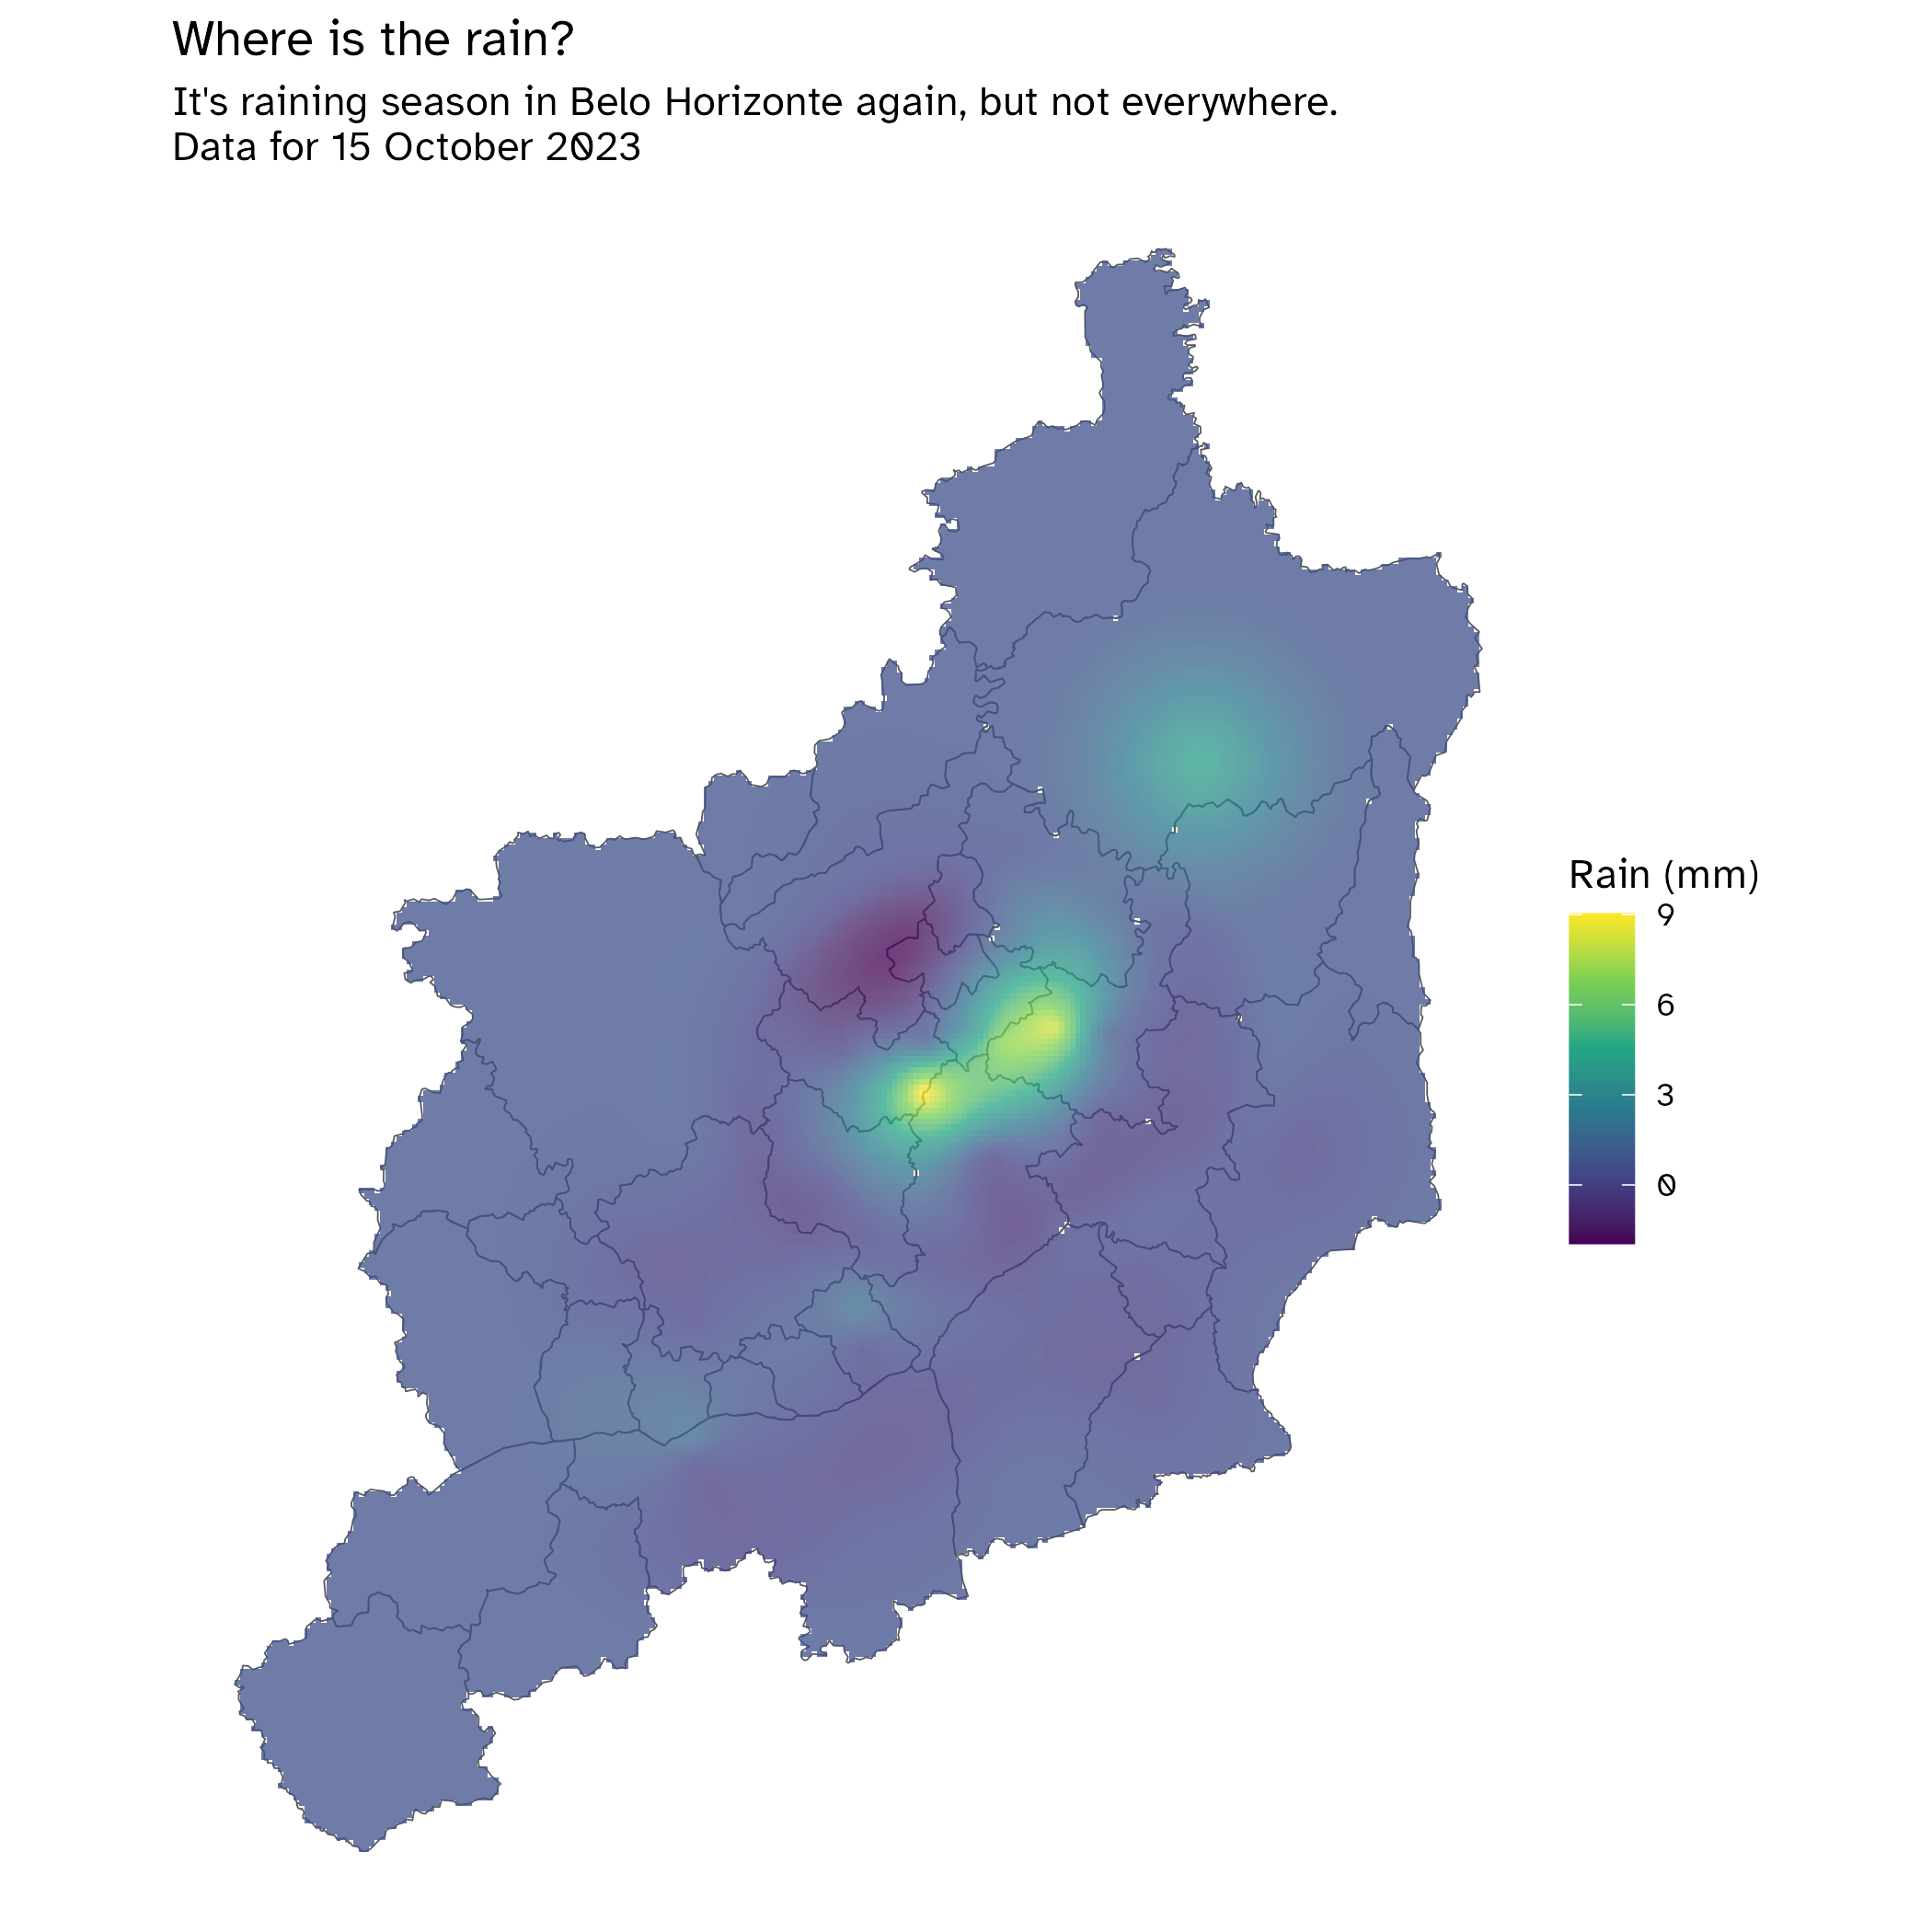 Where is the rain?
It's raining season in Belo Horizonte again, but not everywhere.
Data for 15 October 2023
Rain (mm)
9
6
3
0